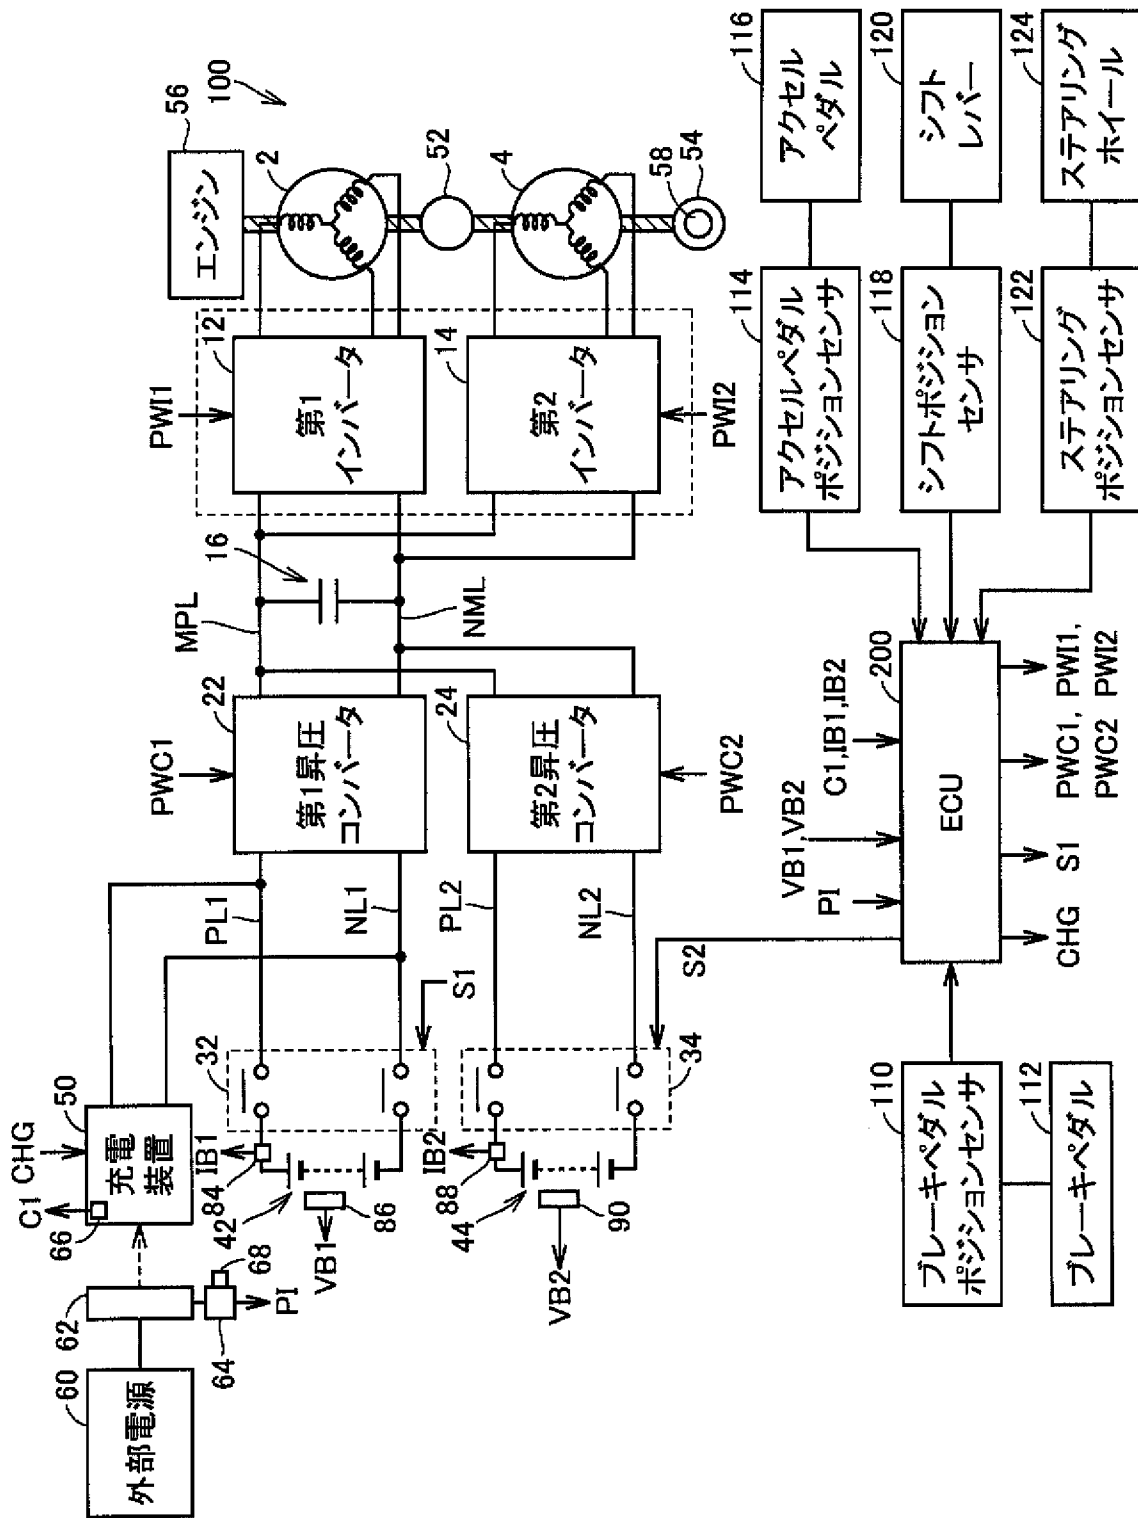 100
56
エンジン
2
52
4
58
54
PWI1
12
第1
インバータ
14
第2
インバータ
PWI2
16
MPL
NML
PWC1
22
第1昇圧
コンバータ
24
第2昇圧
コンバータ
PWC2
PL1
NL1
PL2
NL2
S1
S2
32
34
CHG
50
充電
装置
C1
66
IB1
84
42
VB1
86
IB2
88
44
VB2
90
60
外部電源
62
64
68
PI
116
アクセル
ペダル
120
シフト
レバー
124
ステアリング
ホイール
114
アクセルペダル
ポジションセンサ
118
シフトポジション
センサ
122
ステアリング
ポジションセンサ
PI
VB1,VB2
C1,IB1,IB2
200
ECU
CHG
S1
PWC1,
PWC2
PWI1,
PWI2
110
ブレーキペダル
ポジションセンサ
112
ブレーキペダル